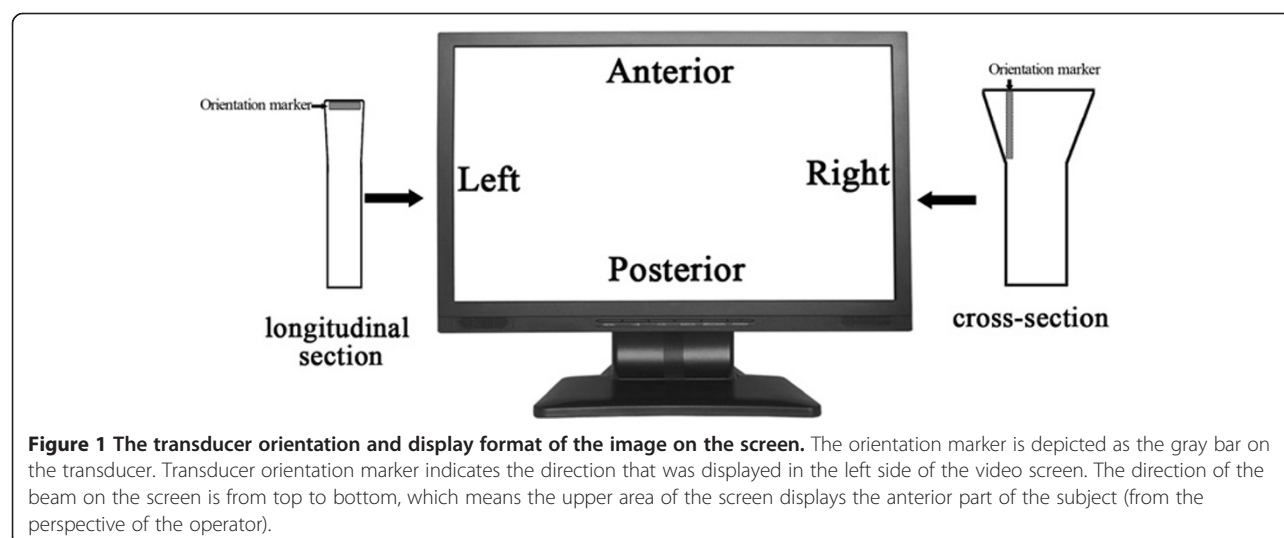 Orientation marker
Orientation marker
Anterior
Left
Right
Posterior
longitudinal
section
cross-section
Figure 1 The transducer orientation and display format of the image on the screen. The orientation marker is depicted as the gray bar on
the transducer. Transducer orientation marker indicates the direction that was displayed in the left side of the video screen. The direction of the
beam on the screen is from top to bottom, which means the upper area of the screen displays the anterior part of the subject (from the
perspective of the operator).